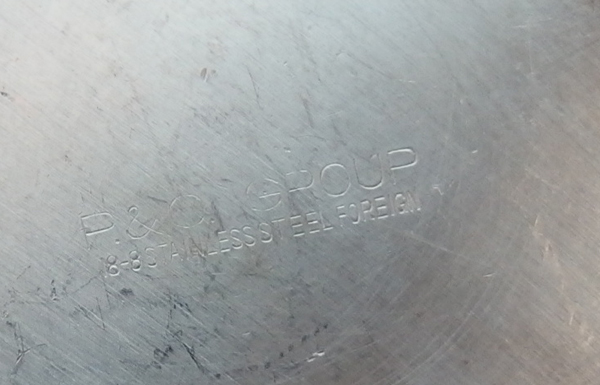 P. & O. GROUP
18-8 STAINLESS STEEL FOREIGN